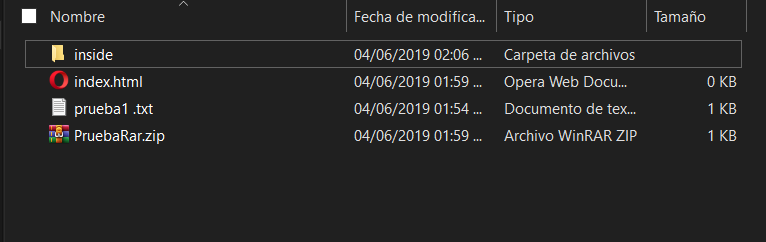 Nombre Fecha de modifica... Tipo Tamaño
inside 04/06/2019 02:06 ... Carpeta de archivos
index.html 04/06/2019 01:59 ... Opera Web Docu... 0 KB
prueba1 .txt 04/06/2019 01:54 ... Documento de tex... 1 KB
PruebaRar.zip 04/06/2019 01:59 ... Archivo WinRAR ZIP 1 KB